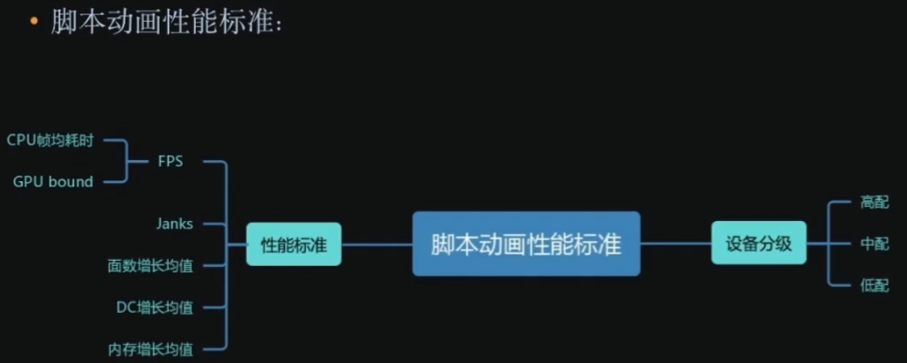 • 脚本动画性能标准：
CPU帧均耗时
GPU bound
FPS
Janks
面数增长均值
DC增长均值
内存增长均值
性能标准
脚本动画性能标准
设备分级
高配
中配
低配